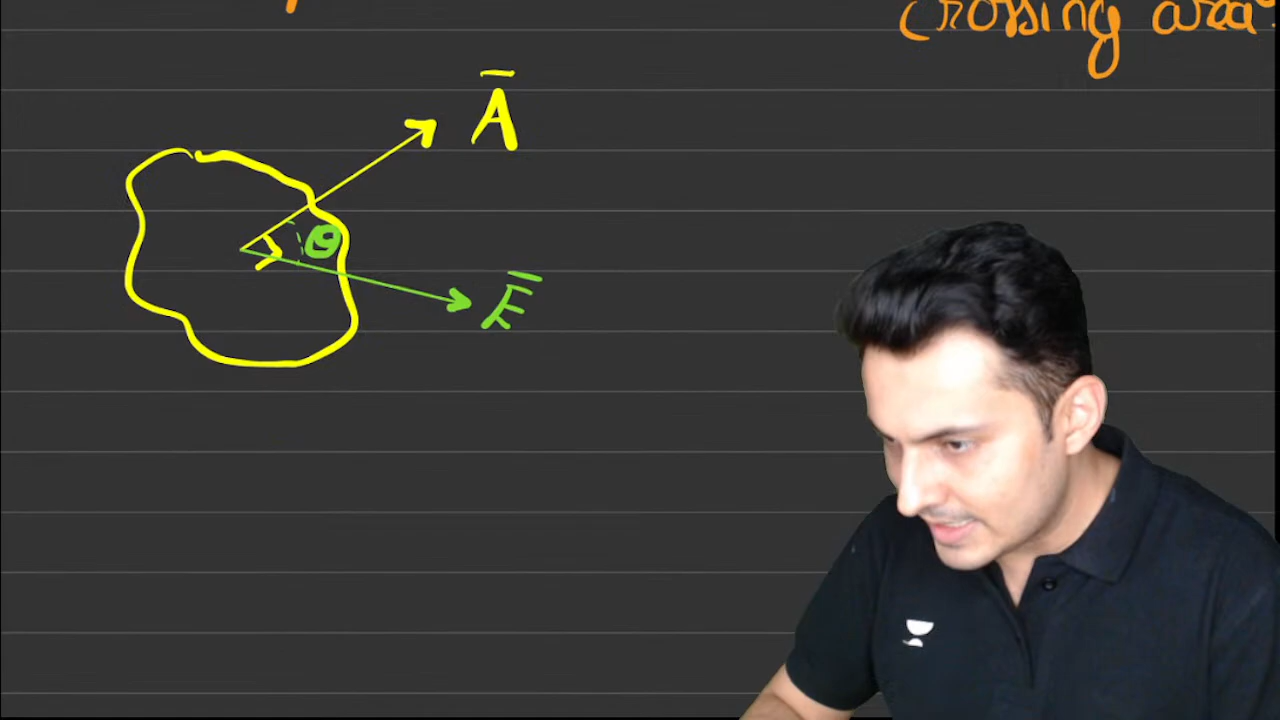 crossing area
A̅
θ
E̅